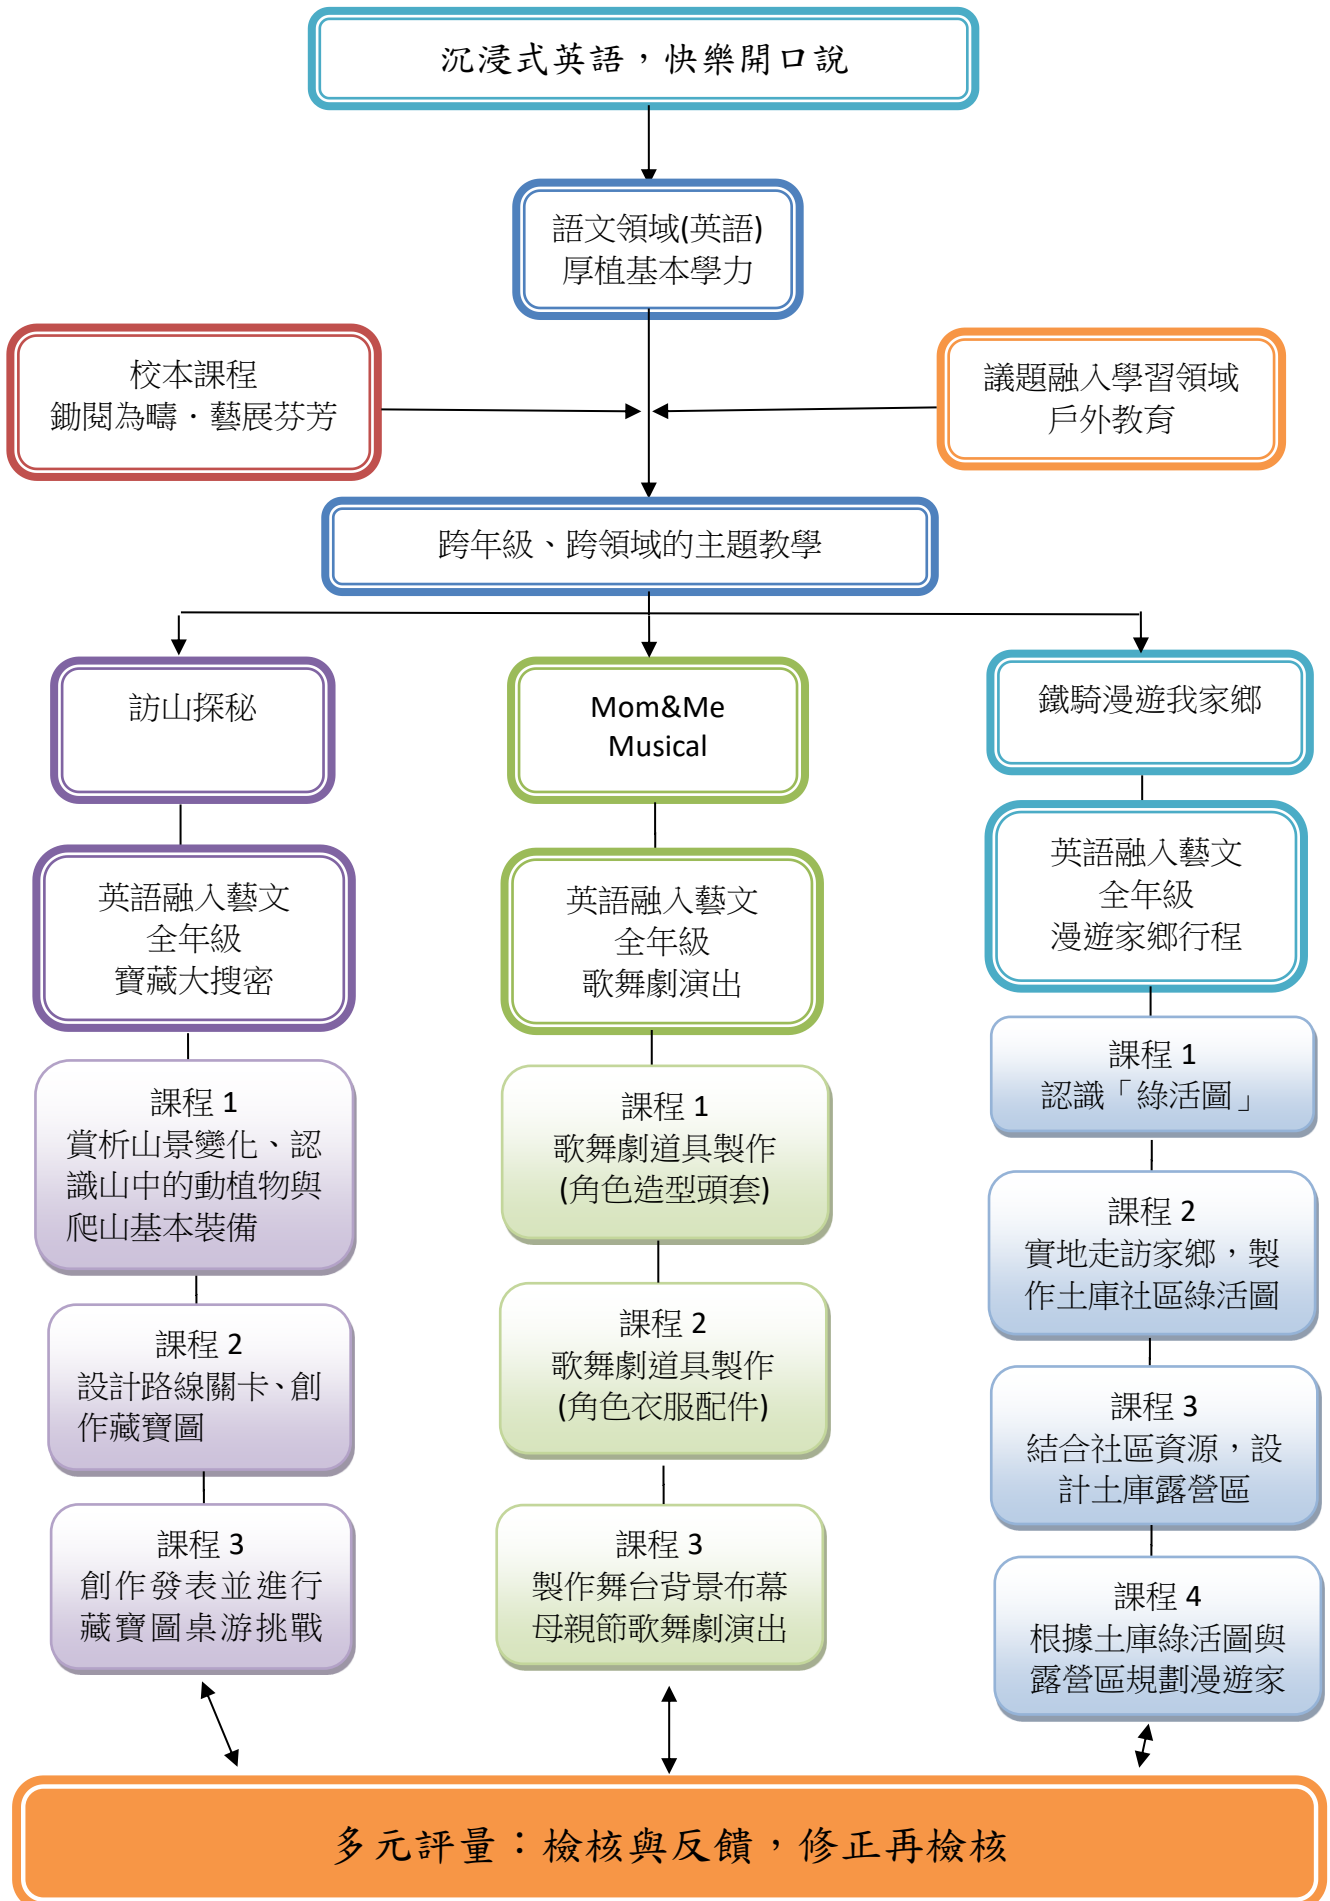 沉浸式英語，快樂開口說
語文領域(英語)
厚植基本學力
校本課程
鋤閱為疇．藝展芬芳
議題融入學習領域
戶外教育
跨年級、跨領域的主題教學
訪山探秘
英語融入藝文
全年級
寶藏大搜密
課程 1
賞析山景變化、認
識山中的動植物與
爬山基本裝備
課程 2
設計路線關卡、創
作藏寶圖
課程 3
創作發表並進行
藏寶圖桌游挑戰
Mom&Me
Musical
英語融入藝文
全年級
歌舞劇演出
課程 1
歌舞劇道具製作
(角色造型頭套)
課程 2
歌舞劇道具製作
(角色衣服配件)
課程 3
製作舞台背景布幕
母親節歌舞劇演出
鐵騎漫遊我家鄉
英語融入藝文
全年級
漫遊家鄉行程
課程 1
認識「綠活圖」
課程 2
實地走訪家鄉，製
作土庫社區綠活圖
課程 3
結合社區資源，設
計土庫露營區
課程 4
根據土庫綠活圖與
露營區規劃漫遊家
多元評量：檢核與反饋，修正再檢核